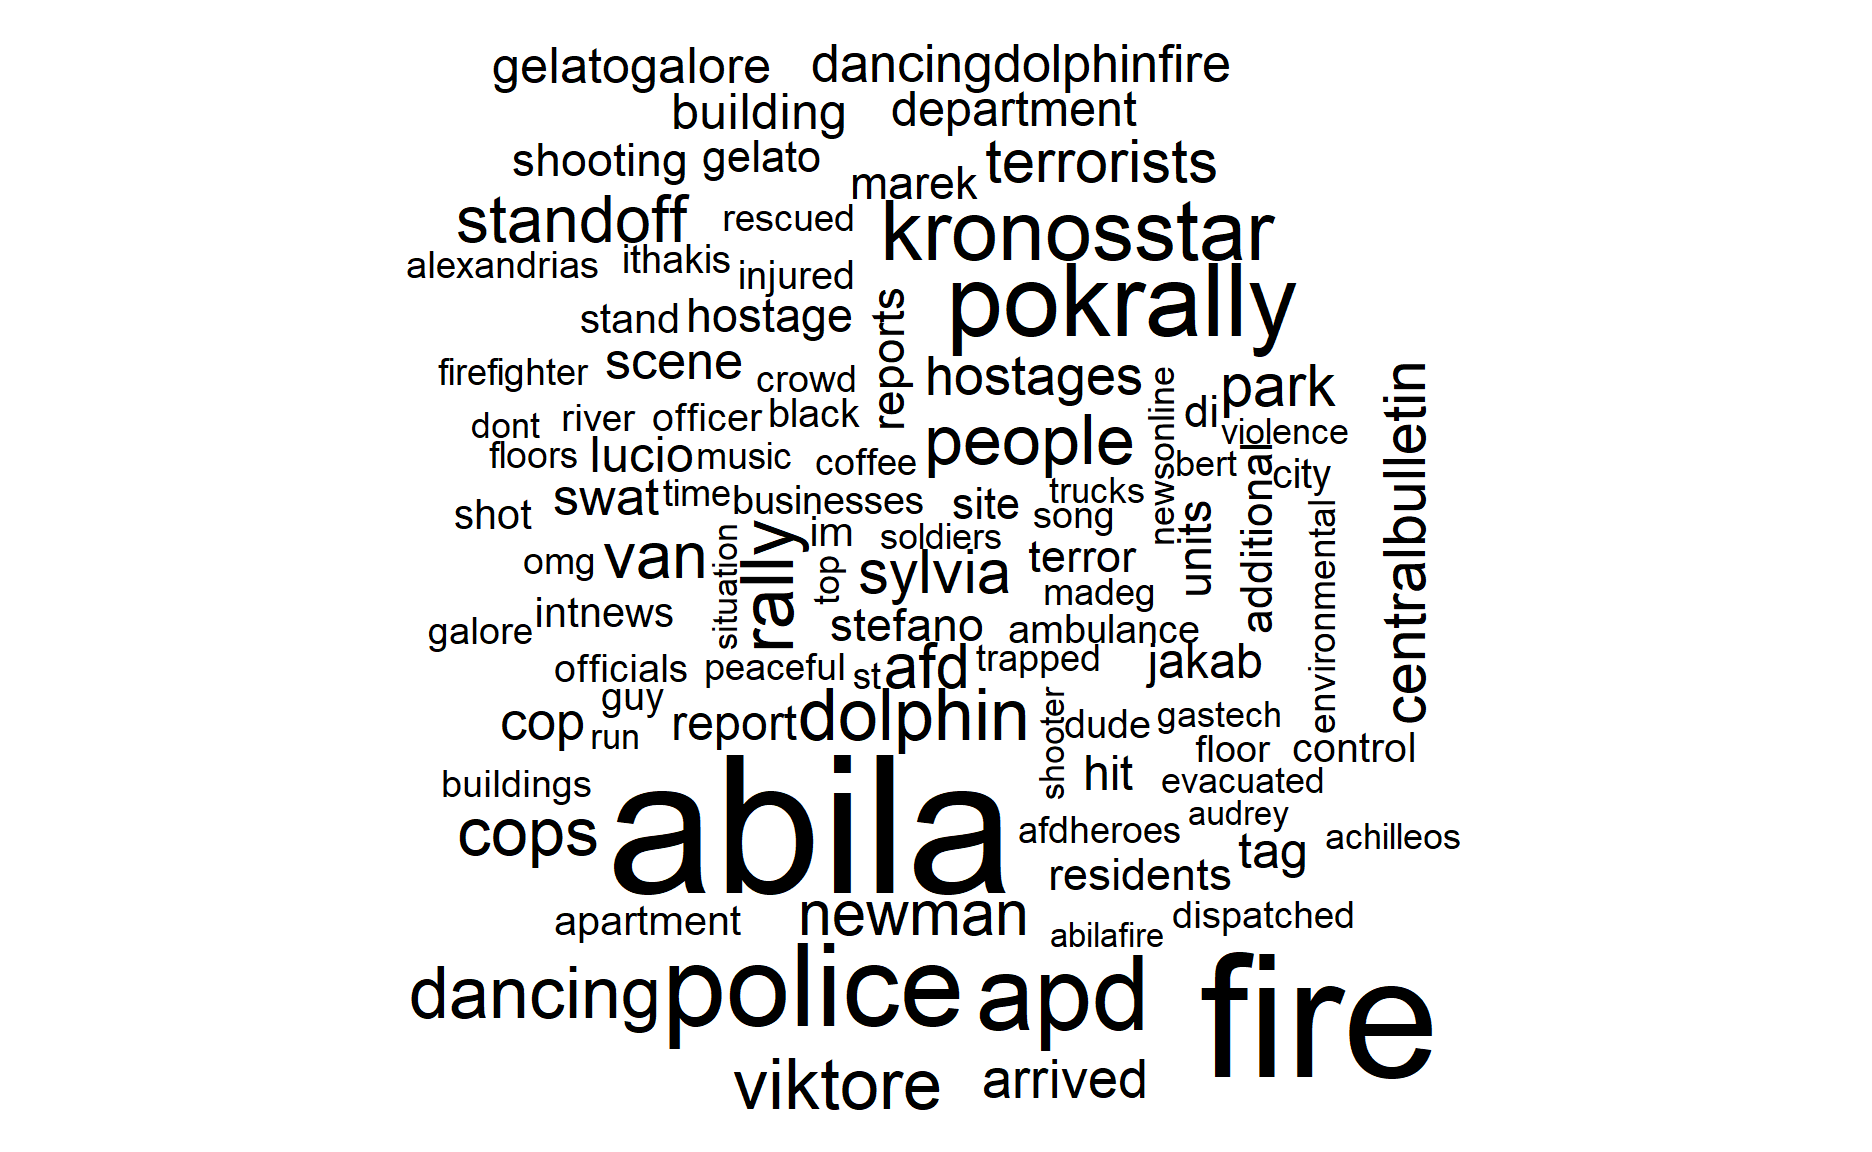 gelatogalore dancingdolphinfire
building department
shooting gelato terrorists
marek
standoff rescued kronosstar
alexandrias ithakis injured
pokrally
stand hostage reports
firefighter scene crowd hostages park
dont river officer black newsonline di violence
floors lucio music coffee people bert city centralbulletin
shot swat time businesses site trucks song additional
omg van situation rally im top soldiers sylvia terror units environmental
madeg
galore intnews stefano ambulance
officials peaceful st afd trapped jakab
guy
cop run report dolphin shooter dude gastech
floor control
buildings abila hit evacuated
cops afdheroes audrey tag achilleos
residents
apartment newman abilafire dispatched
dancing police apd fire
viktore arrived